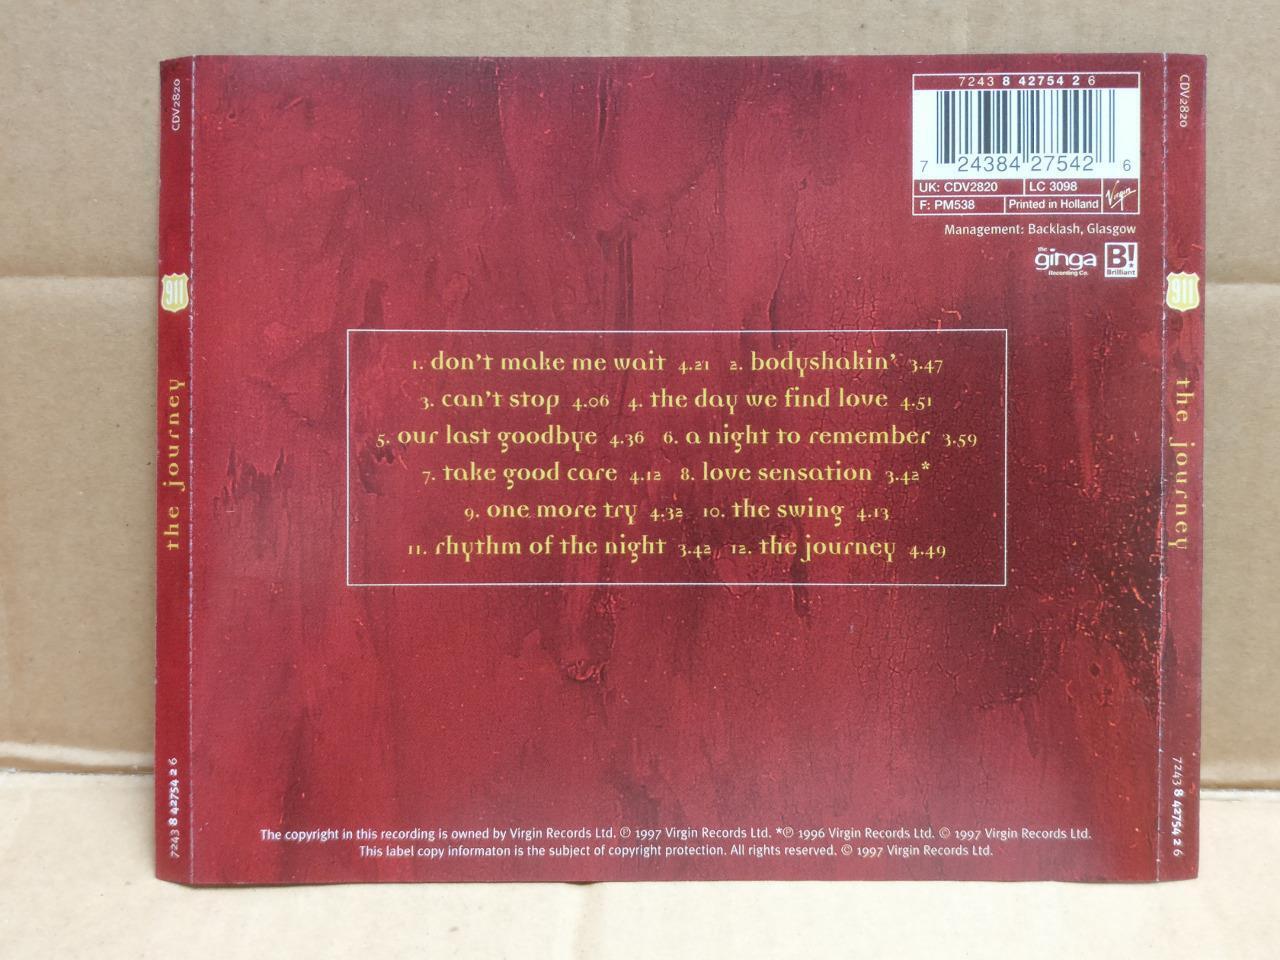 CDV2820
911
the journey
7243 8 42754 2 6
7243 8 42754 2 6
7 24384 27542 6
UK: CDV2820 LC 3098
F: PM538 Printed in Holland Virgin
Management: Backlash, Glasgow
the ginga Recording Co. B! Brilliant
1. don't make me wait 4.21 2. bodyshakin' 3.47
3. can't stop 4.06 4. the day we find love 4.51
5. our last goodbye 4.36 6. a night to remember 3.59
7. take good care 4.12 8. love sensation 3.42*
9. one more try 4.32 10. the swing 4.13
11. rhythm of the night 3.42 12. the journey 4.49
The copyright in this recording is owned by Virgin Records Ltd. ℗ 1997 Virgin Records Ltd. *℗ 1996 Virgin Records Ltd. © 1997 Virgin Records Ltd.
This label copy informaton is the subject of copyright protection. All rights reserved. © 1997 Virgin Records Ltd.
CDV2820
911
the journey
7243 8 42754 2 6